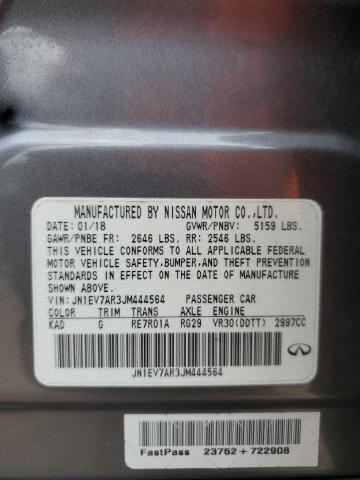 MANUFACTURED BY NISSAN MOTOR CO.,LTD.
DATE: 01/18 GVWR/PNBV: 5159 LBS.
GAWR/PNBE FR: 2646 LBS. RR: 2546 LBS.
THIS VEHICLE CONFORMS TO ALL APPLICABLE FEDERAL
MOTOR VEHICLE SAFETY, BUMPER, AND THEFT PREVENTION
STANDARDS IN EFFECT ON THE DATE OF MANUFACTURE
SHOWN ABOVE.
VIN: JN1EV7AR3JM444564 PASSENGER CAR
COLOR TRIM TRANS AXLE ENGINE
KAD G RE7R01A RG29 VR30(DDTT) 2997CC
JN1EV7AR3JM444564
FastPass 23752+722908